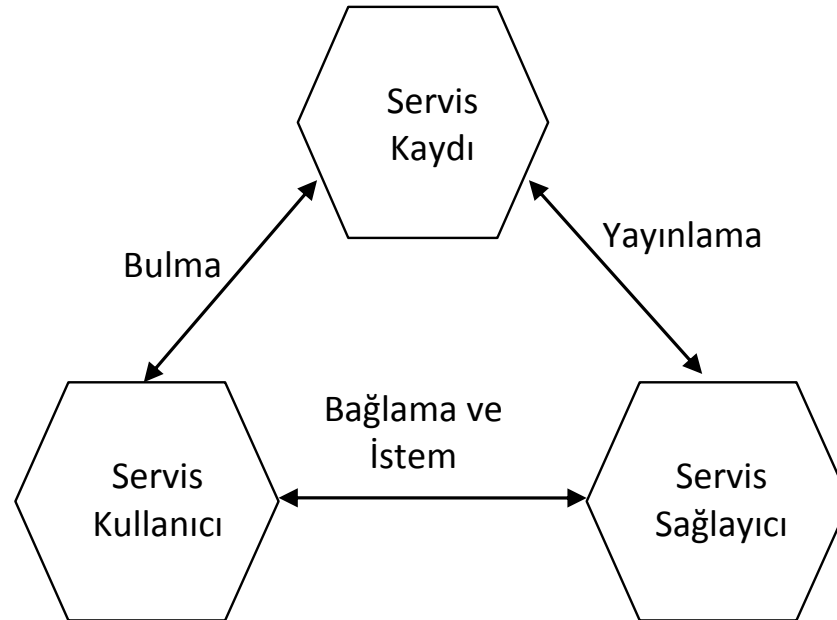 Servis
Kaydı
Yayınlama
Bulma
Bağlama ve
İstem
Servis
Kullanıcı
Servis
Sağlayıcı